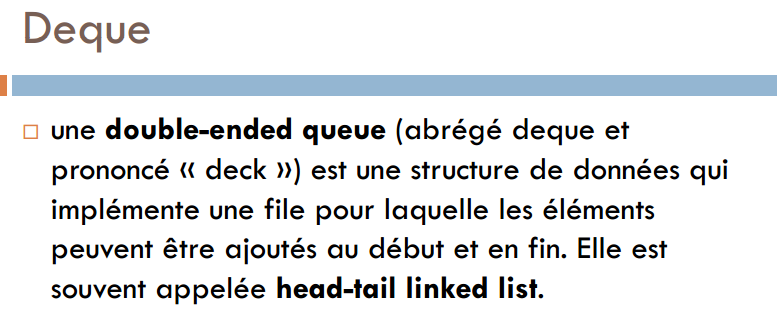 Deque
une double-ended queue (abrégé deque et
prononcé « deck ») est une structure de données qui
implémente une file pour laquelle les éléments
peuvent être ajoutés au début et en fin. Elle est
souvent appelée head-tail linked list.